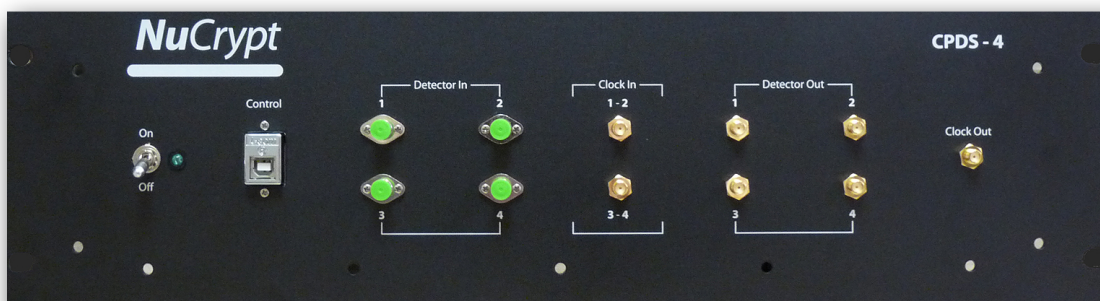 NuCrypt
CPDS - 4
Control
On
Off
Detector In
1 2
3 4
Clock In
1 - 2
3 - 4
Detector Out
1 2
3 4
Clock Out